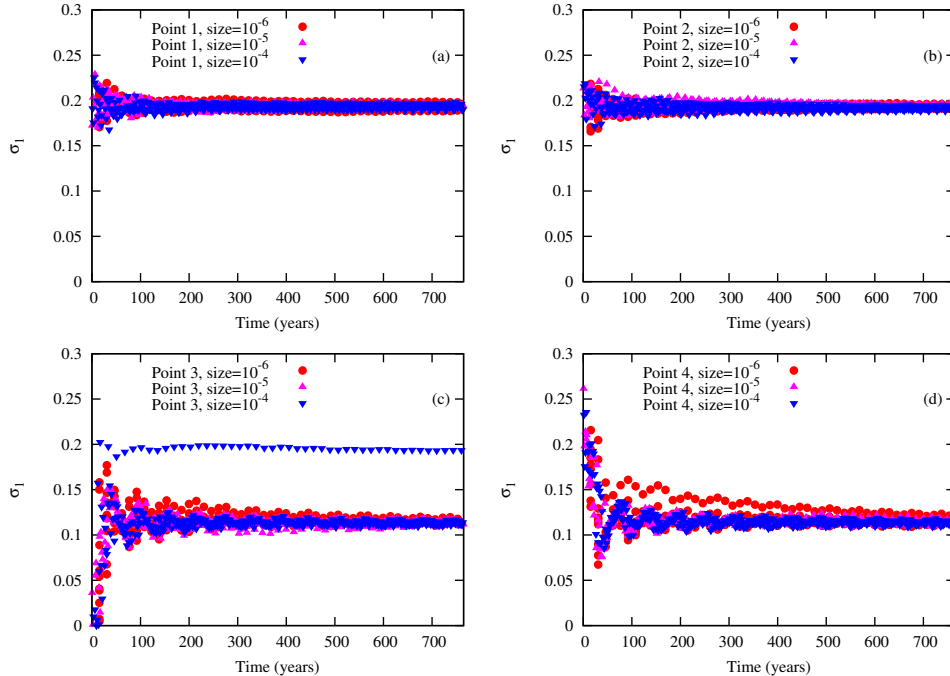 0.3
0.25
0.2
0.15
0.1
0.05
0
σ1
Point 1, size=10-6
Point 1, size=10-5
Point 1, size=10-4
(a)
0 100 200 300 400 500 600 700
Time (years)
0.3
0.25
0.2
0.15
0.1
0.05
0
σ1
Point 2, size=10-6
Point 2, size=10-5
Point 2, size=10-4
(b)
0 100 200 300 400 500 600 700
Time (years)
0.3
0.25
0.2
0.15
0.1
0.05
0
σ1
Point 3, size=10-6
Point 3, size=10-5
Point 3, size=10-4
(c)
0 100 200 300 400 500 600 700
Time (years)
0.3
0.25
0.2
0.15
0.1
0.05
0
σ1
Point 4, size=10-6
Point 4, size=10-5
Point 4, size=10-4
(d)
0 100 200 300 400 500 600 700
Time (years)